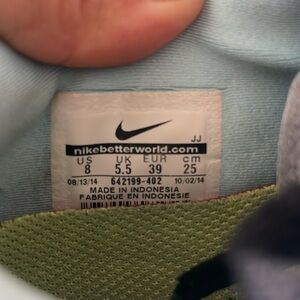 JJ
nikebetterworld.com
US UK EUR cm
8 5.5 39 25
08/13/14 642199-402 10/02/14
MADE IN INDONESIA
FABRIQUE EN INDONESIE